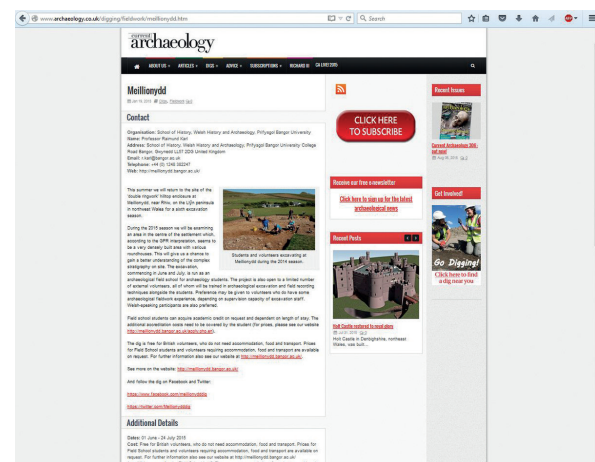 www.archaeology.co.uk/digging/fieldwork/meillionydd.htm
Search
current
archaeology
ABOUT US
ARTICLES
DIGS
ADVICE
SUBSCRIPTIONS
RICHARD III
CA LIVE! 2015
Meillionydd
Contact
Organisation: School of History, Welsh History and Archaeology, Prifysgol Bangor University
Name: Professor Raimund Karl
Address: School of History, Welsh History and Archaeology, Prifysgol Bangor University, College
Road Bangor, Gwynedd LL57 2DG United Kingdom
Email: r.karl@bangor.ac.uk
Telephone: +44 (0) 1248 382247
Web: http://meillionydd.bangor.ac.uk/
This summer we will return to the site of the
'double ringwork' hilltop enclosure at
Meillionydd, near Rhiw, on the Llŷn peninsula
in northwest Wales for a sixth excavation
season.
During the 2015 season we will be examining
an area in the centre of the settlement which,
according to the GPR interpretation, seems to
be a very densely built area with various
roundhouses. This will give us a chance to
gain a better understanding of the complex
stratigraphy on site. The excavation,
commencing in June and July, is run as an
archaeological field school for archaeology students. The project is also open to a limited number
of external volunteers, all of whom will be trained in archaeological excavation and field recording
techniques alongside the students. Preference may be given to volunteers who do have some
archaeological fieldwork experience, depending on supervision capacity of excavation staff.
Welsh-speaking participants are also preferred.
Students and volunteers excavating at
Meillionydd during the 2014 season.
Field school students can acquire academic credit on request and dependent on length of stay. The
additional accreditation costs need to be covered by the student (for prices, please see our website
The dig is free for British volunteers, who do not need accommodation, food and transport. Prices
for Field School students and volunteers requiring accommodation, food and transport are available
on request. For further information also see our website at http://meillionydd.bangor.ac.uk/.
See more on the website: http://meillionydd.bangor.ac.uk/
And follow the dig on Facebook and Twitter:
https://www.facebook.com/meillionydddig
https://twitter.com/Meillionydddig
Additional Details
Dates: 01 June - 24 July 2015
Cost: Free for British volunteers, who do not need accommodation, food and transport. Prices for
Field School students and volunteers requiring accommodation, food and transport are available on
request. For further information also see our website at http://meillionydd.bangor.ac.uk/
CLICK HERE
TO SUBSCRIBE
Receive our free e-newsletter
Click here to sign up for the latest
archaeological news
Recent Posts
Holt Castle restored to royal glory
Holt Castle in Denbighshire, northeast
Wales, was built ...
Recent Issues
Current Archaeology 306 -
out now!
Get Involved!
Go Digging!
Click here to find
a dig near you